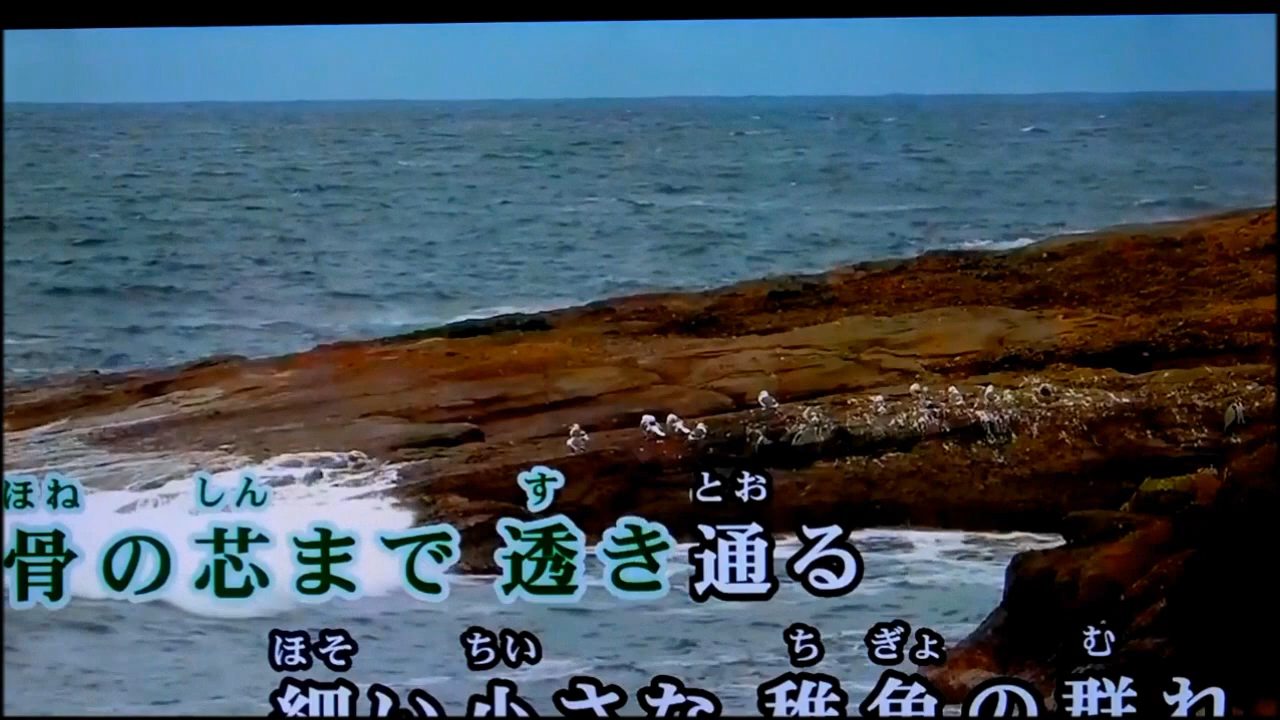 ほね しん す とお
骨の芯まで 透き通る
ほそ ちい ち ぎょ む
細い小さな 稚魚の群れ